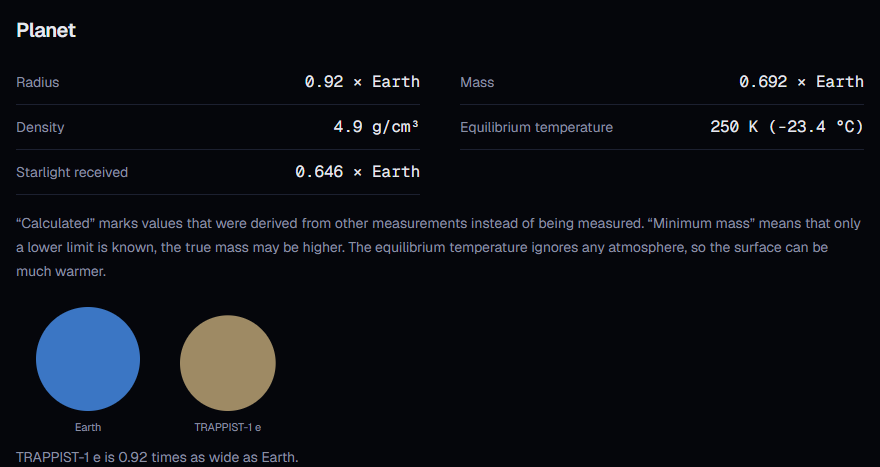 Planet
Radius 0.92 × Earth
Mass 0.692 × Earth
Density 4.9 g/cm³
Equilibrium temperature 250 K (-23.4 °C)
Starlight received 0.646 × Earth
“Calculated” marks values that were derived from other measurements instead of being measured. “Minimum mass” means that only
a lower limit is known, the true mass may be higher. The equilibrium temperature ignores any atmosphere, so the surface can be
much warmer.
Earth
TRAPPIST-1 e
TRAPPIST-1 e is 0.92 times as wide as Earth.